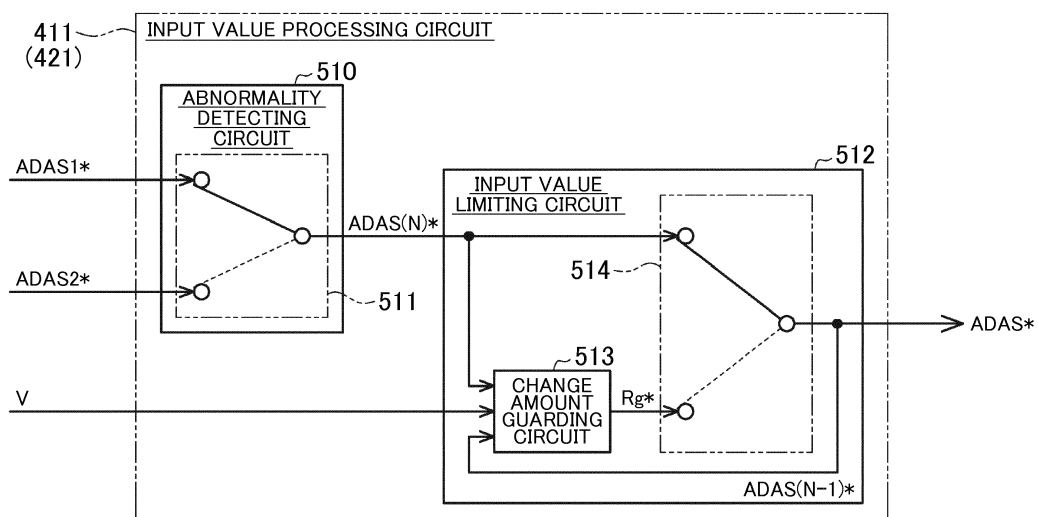 411
(421)
INPUT VALUE PROCESSING CIRCUIT
510
ABNORMALITY
DETECTING
CIRCUIT
ADAS1*
ADAS2*
511
ADAS(N)*
512
INPUT VALUE
LIMITING CIRCUIT
514
ADAS*
V
513
CHANGE
AMOUNT
GUARDING
CIRCUIT
Rg*
ADAS(N-1)*